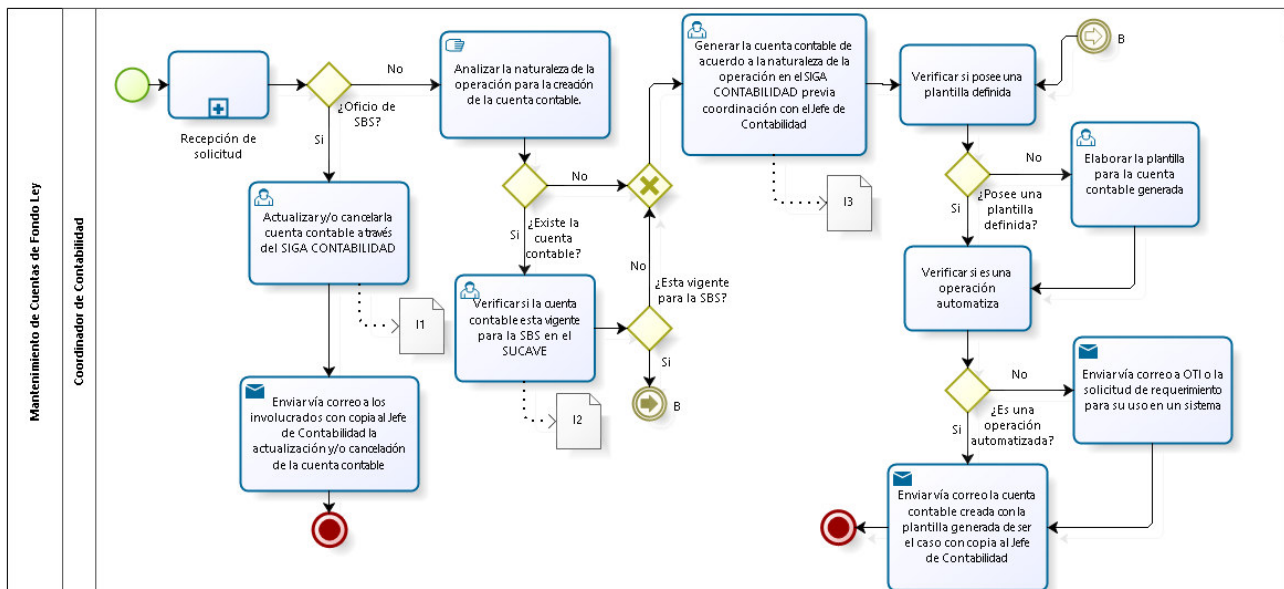 Mantenimiento de Cuentas de Fondo Ley
Coordinador de Contabilidad
Recepción de
solicitud
¿Oficio de
SBS?
No
Si
Actualizar y/o cancelar la
cuenta contable a través
del SIGA CONTABILIDAD
I1
Enviar vía correo a los
involucrados con copia al Jefe
de Contabilidad la
actualización y/o cancelación
de la cuenta contable
Analizar la naturaleza de la
operación para la creación
de la cuenta contable.
No
Si
¿Existe la
cuenta
contable?
Verificar si la cuenta
contable esta vigente
para la SBS en el
SUCAVE
I2
No
¿Esta vigente
para la SBS?
Si
B
Generar la cuenta contable de
acuerdo a la naturaleza de la
operación en el SIGA
CONTABILIDAD previa
coordinación con el Jefe de
Contabilidad
I3
Verificar si posee una
plantilla definida
B
No
¿Posee una
plantilla
definida?
Si
Elaborar la plantilla
para la cuenta
contable generada
Verificar si es una
operación
automatiza
No
¿Es una
operación
automatizada?
Si
Enviar vía correo a OTI o la
solicitud de requerimiento
para su uso en un sistema
Enviar vía correo la cuenta
contable creada con la
plantilla generada de ser
el caso con copia al Jefe
de Contabilidad